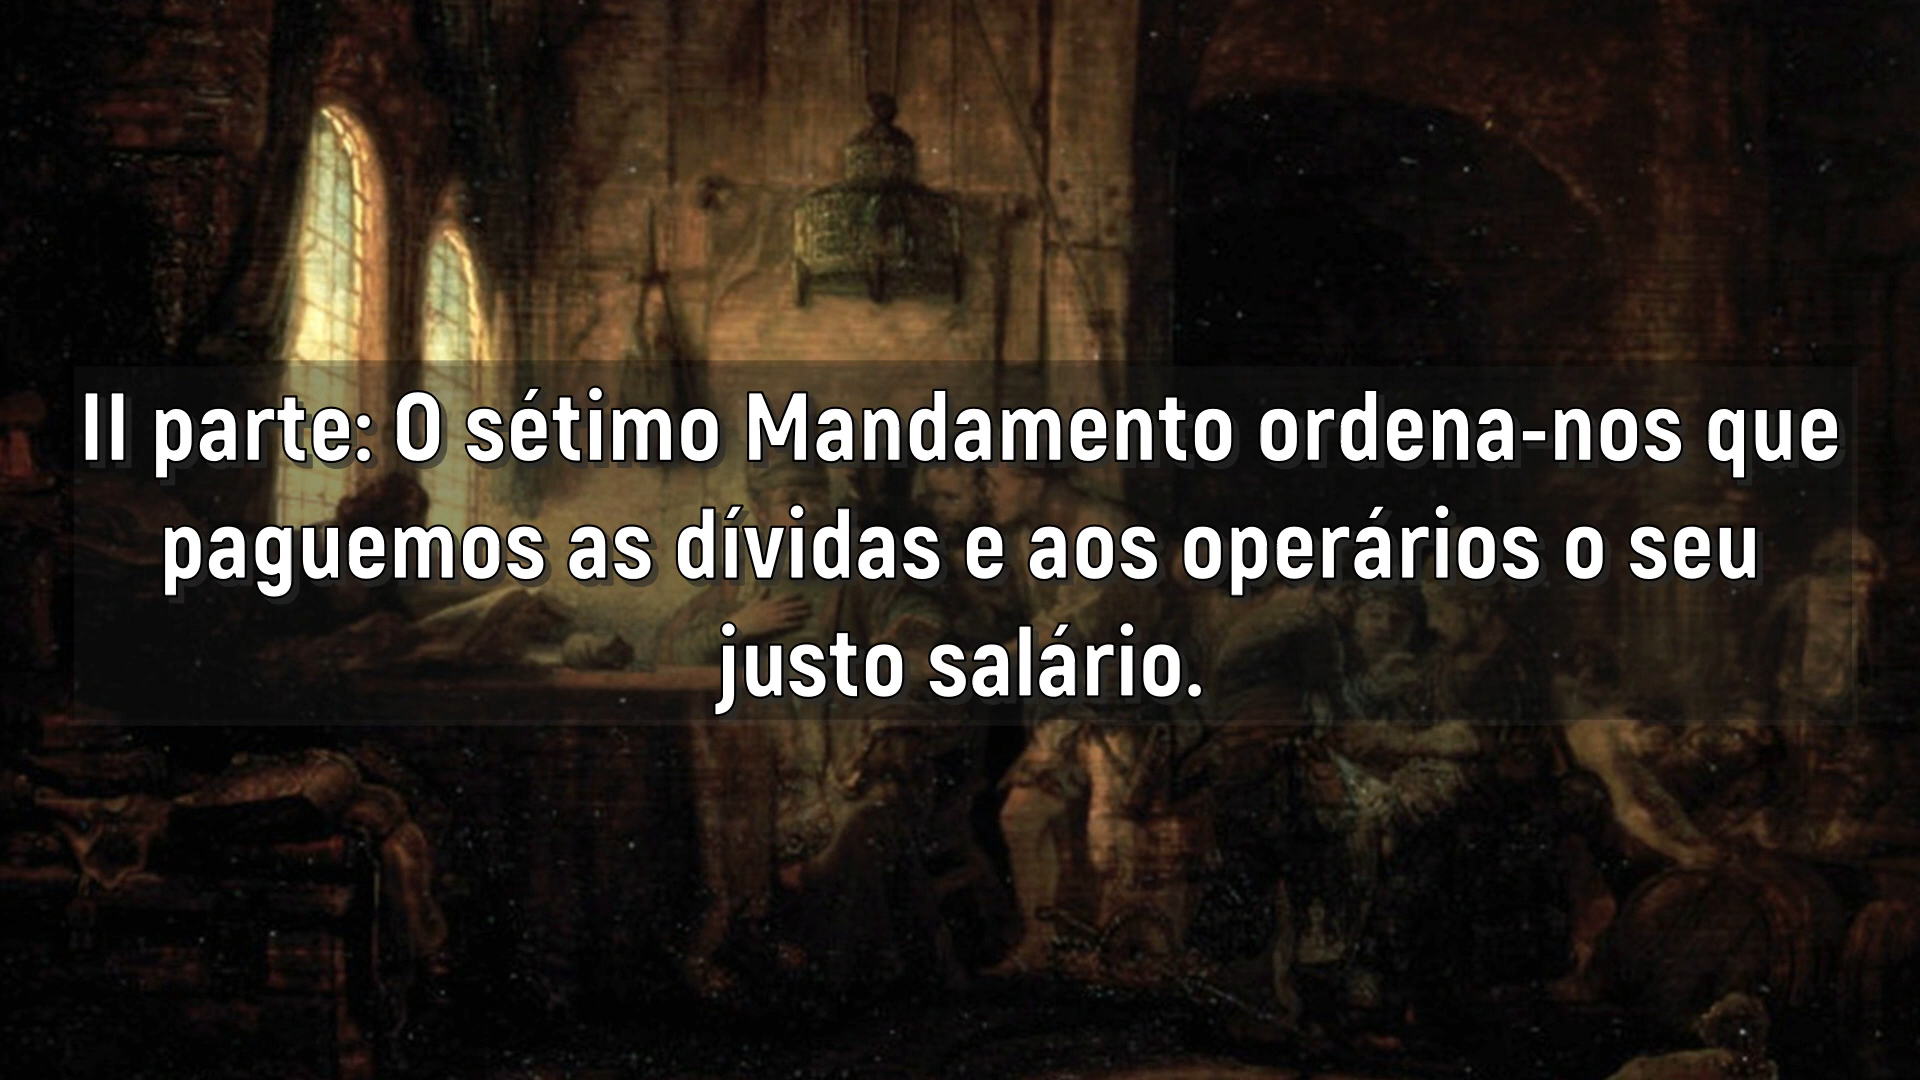 II parte: O sétimo Mandamento ordena-nos que
paguemos as dívidas e aos operários o seu
justo salário.